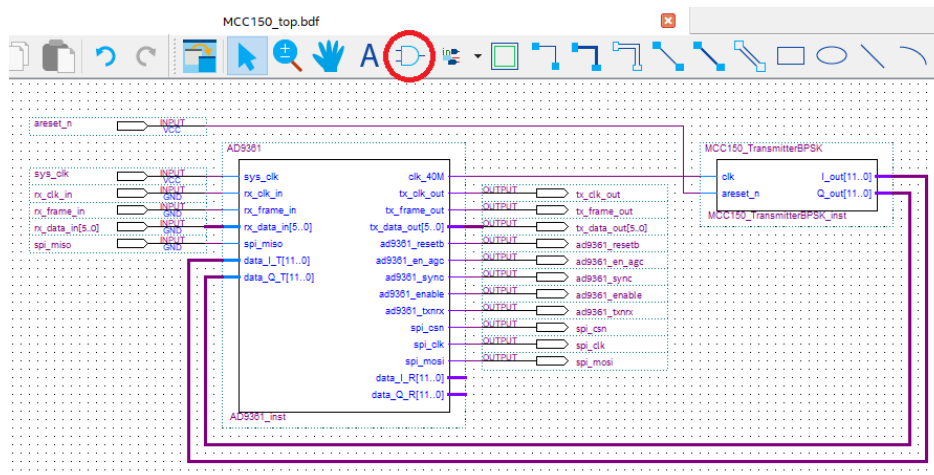 MCC150_top.bdf
A
in
areset_n INPUT
VCC
AD9361
MCC150_TransmitterBPSK
sys_clk INPUT
VCC
sys_clk clk_40M
clk I_out[11..0]
rx_clk_in INPUT
GND
rx_clk_in tx_clk_out OUTPUT tx_clk_out
areset_n Q_out[11..0]
rx_frame_in INPUT
GND
rx_frame_in tx_frame_out OUTPUT tx_frame_out
MCC150_TransmitterBPSK_inst
rx_data_in[5..0] INPUT
GND
rx_data_in[5..0] tx_data_out[5..0] OUTPUT tx_data_out[5..0]
spi_miso INPUT
GND
spi_miso ad9361_resetb OUTPUT ad9361_resetb
data_I_T[11..0] ad9361_en_agc OUTPUT ad9361_en_agc
data_Q_T[11..0] ad9361_sync OUTPUT ad9361_sync
ad9361_enable OUTPUT ad9361_enable
ad9361_txnrx OUTPUT ad9361_txnrx
spi_csn OUTPUT spi_csn
spi_clk OUTPUT spi_clk
spi_mosi OUTPUT spi_mosi
data_I_R[11..0]
data_Q_R[11..0]
AD9361_inst